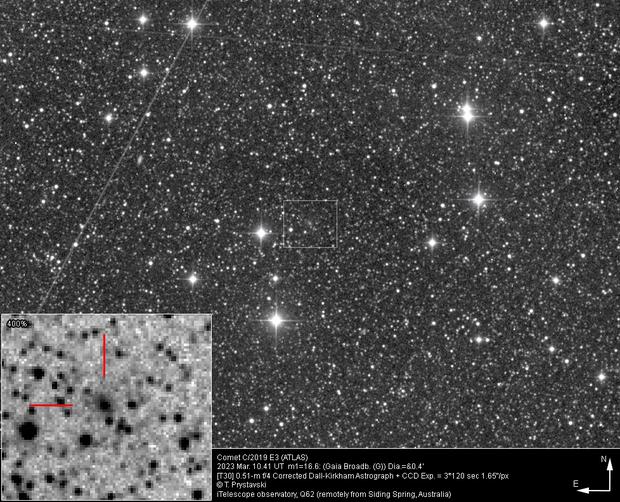 400%
Comet C/2019 E3 (ATLAS)
2023 Mar. 10.41 UT m1=16.6: (Gaia Broadb. (G)) Dia.=&0.4'
[T30] 0.51-m f/4 Corrected Dall-Kirkham Astrograph + CCD Exp. = 3*120 sec 1.65"/px
© T. Prystavski
iTelescope observatory, Q62 (remotely from Siding Spring, Australia)
N
E